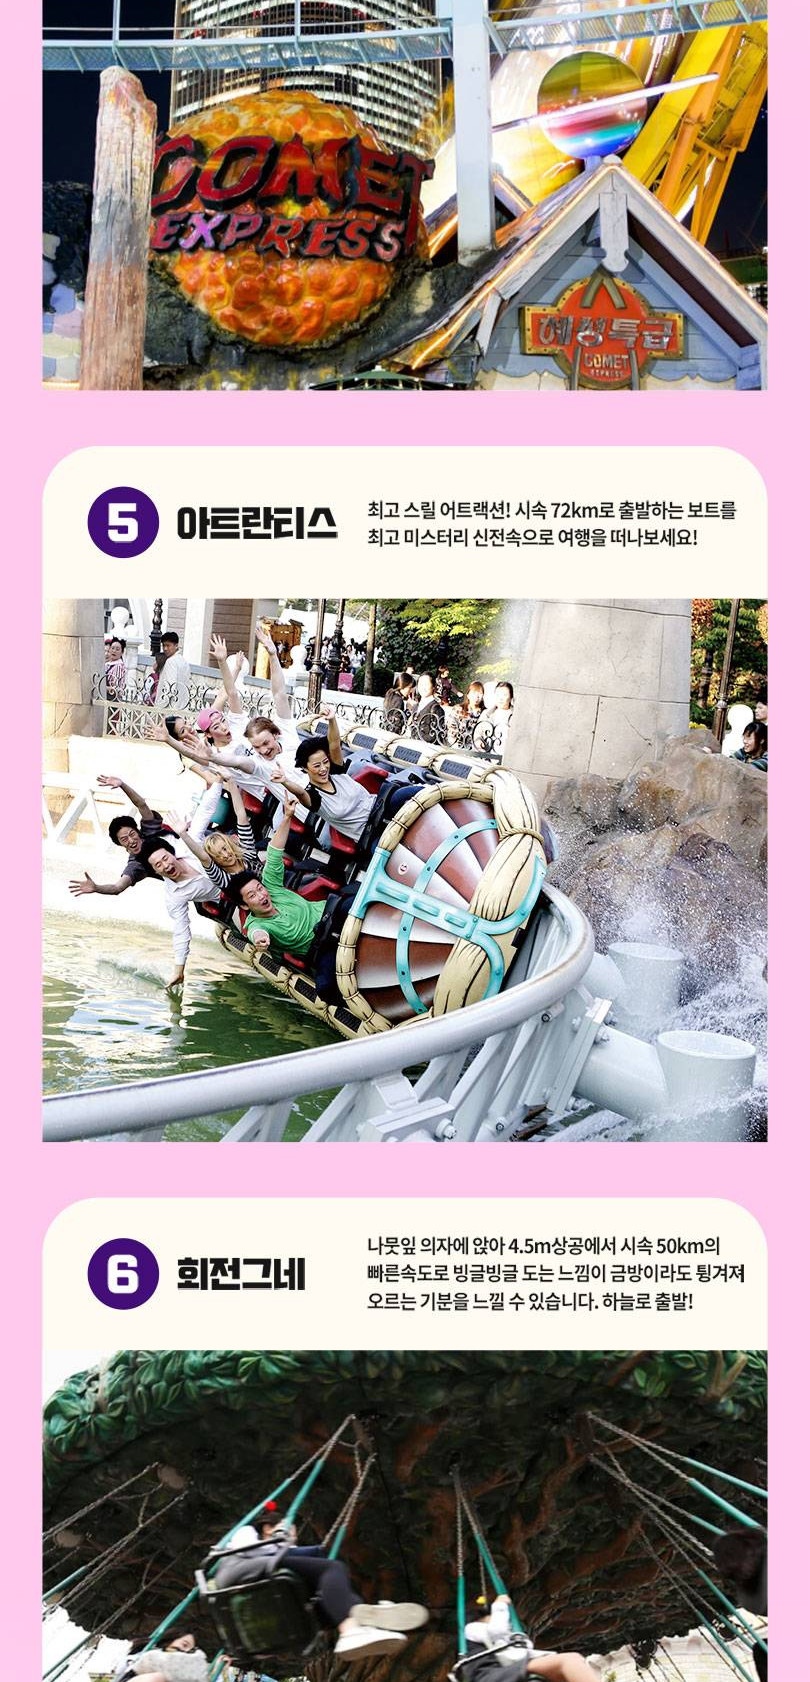 COMET
EXPRESS
혜성특급
COMET
EXPRESS
5
아트란티스
최고 스릴 어트랙션! 시속 72km로 출발하는 보트를
최고 미스터리 신전속으로 여행을 떠나보세요!
6
회전그네
나뭇잎 의자에 앉아 4.5m상공에서 시속 50km의
빠른속도로 빙글빙글 도는 느낌이 금방이라도 튕겨져
오르는 기분을 느낄 수 있습니다. 하늘로 출발!